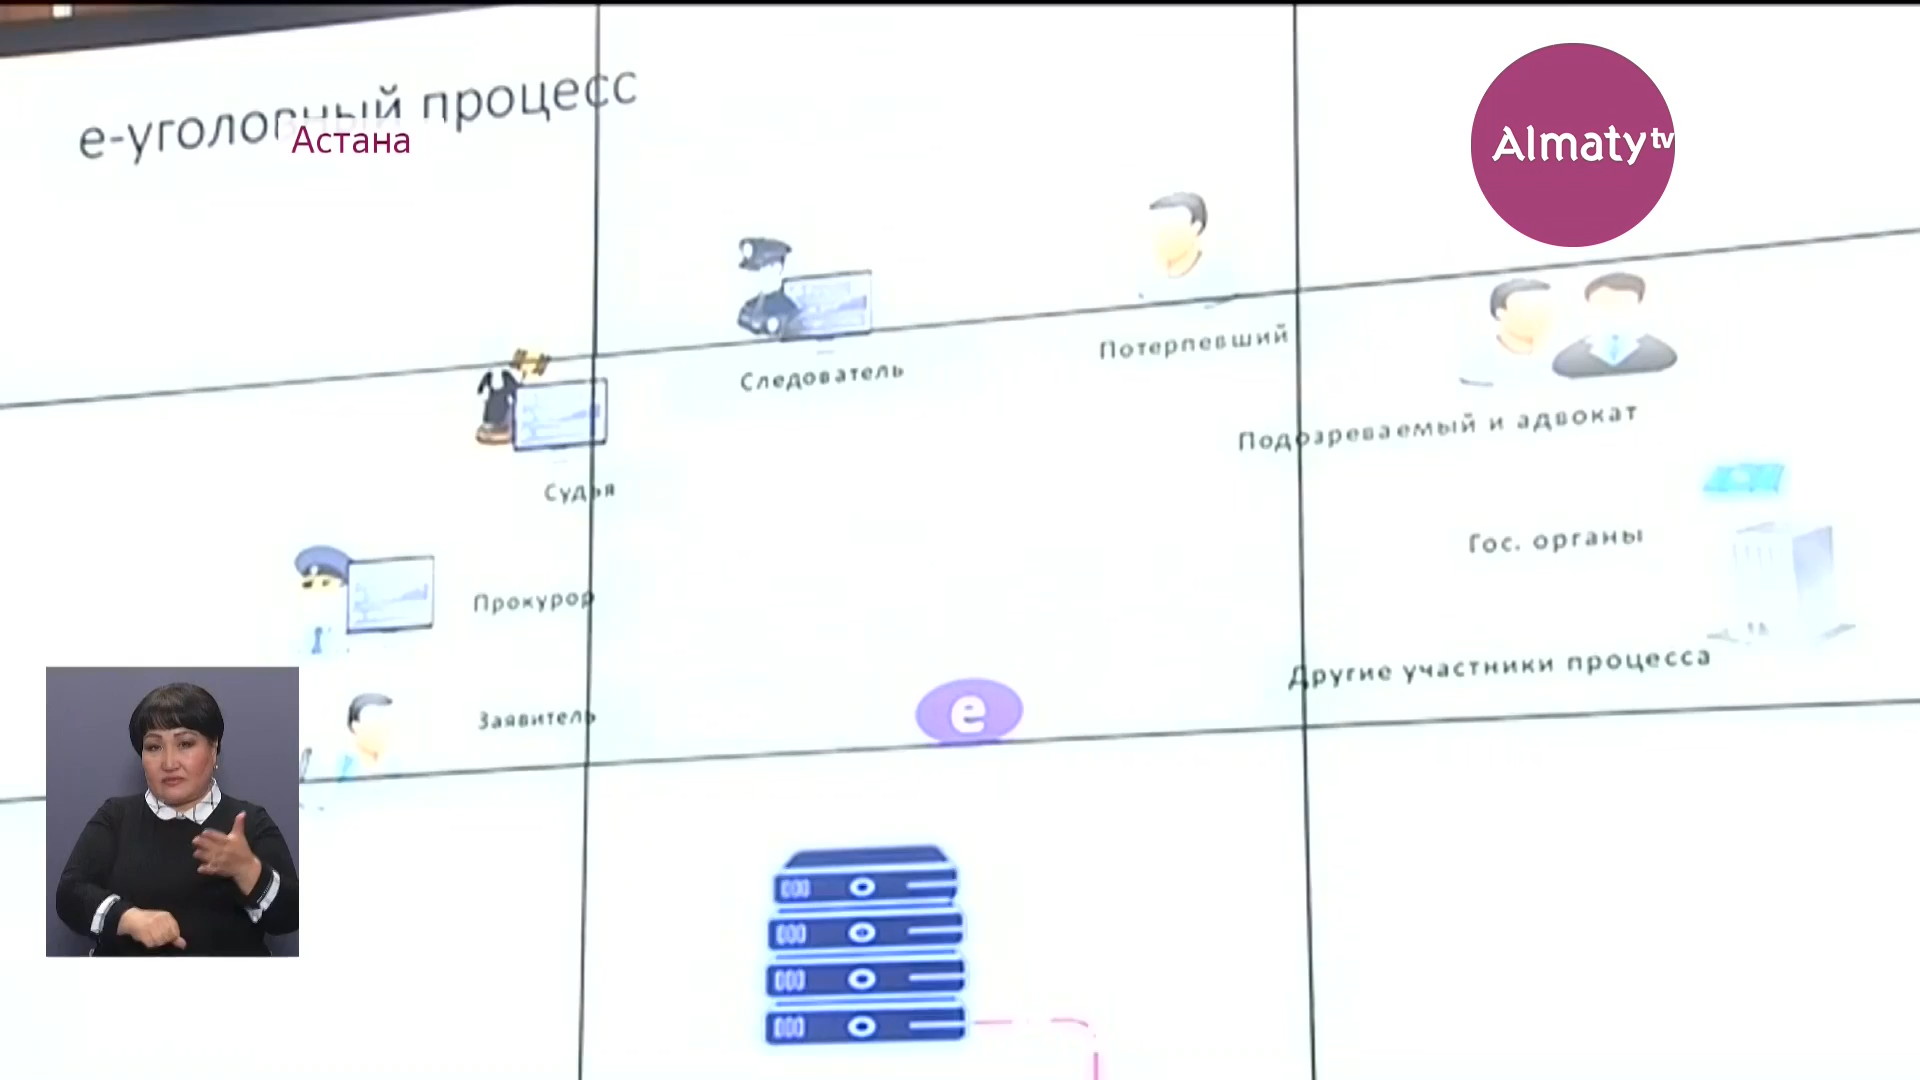 е-уголовный процесс
Астана
Almaty tv
Следователь
Потерпевший
Подозреваемый и адвокат
Судья
Гос. органы
Прокурор
Другие участники процесса
Заявитель
e